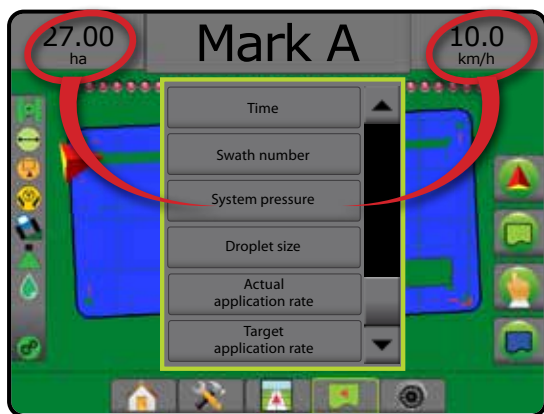 27.00
ha
Mark A
10.0
km/h
Time
Swath number
System pressure
Droplet size
Actual
application rate
Target
application rate